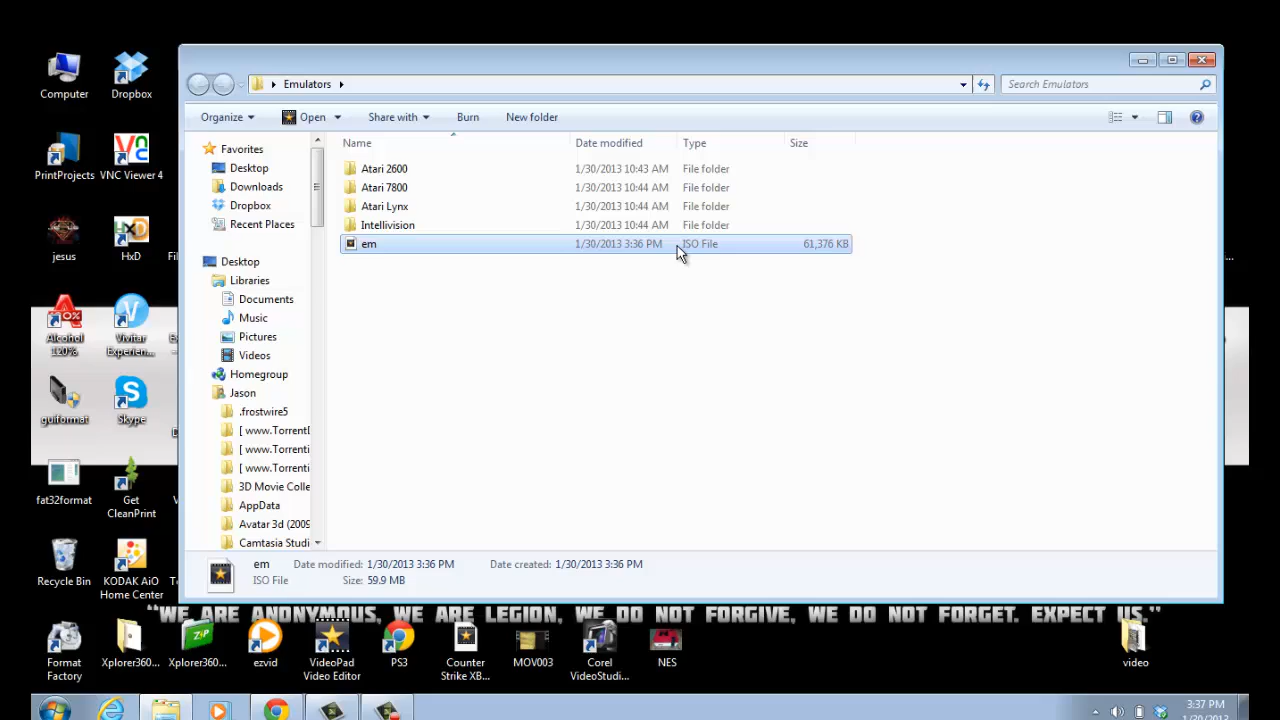 Computer
Dropbox
PrintProjects
VNC Viewer 4
jesus
HxD
Alcohol 120%
Vivitar Experien...
guiformat
Skype
fat32format
Get CleanPrint
Recycle Bin
KODAK AiO Home Center
Emulators
Search Emulators
Organize
Open
Share with
Burn
New folder
Name
Date modified
Type
Size
Favorites
Desktop
Downloads
Dropbox
Recent Places
Desktop
Libraries
Documents
Music
Pictures
Videos
Homegroup
Jason
.frostwire5
[ www.Torrent
[ www.Torrenti
[ www.Torrenti
3D Movie Colle
AppData
Avatar 3d (2009
Camtasia Studi
Atari 2600 1/30/2013 10:43 AM File folder
Atari 7800 1/30/2013 10:44 AM File folder
Atari Lynx 1/30/2013 10:44 AM File folder
Intellivision 1/30/2013 10:44 AM File folder
em 1/30/2013 3:36 PM ISO File 61,376 KB
em Date modified: 1/30/2013 3:36 PM Date created: 1/30/2013 3:36 PM
ISO File Size: 59.9 MB
“WE ARE ANONYMOUS, WE ARE LEGION, WE DO NOT FORGIVE, WE DO NOT FORGET. EXPECT US.”
Format Factory
Xplorer360...
Xplorer360...
ezvid
VideoPad Video Editor
PS3
Counter Strike XB...
MOV003
Corel VideoStudi...
NES
video
3:37 PM